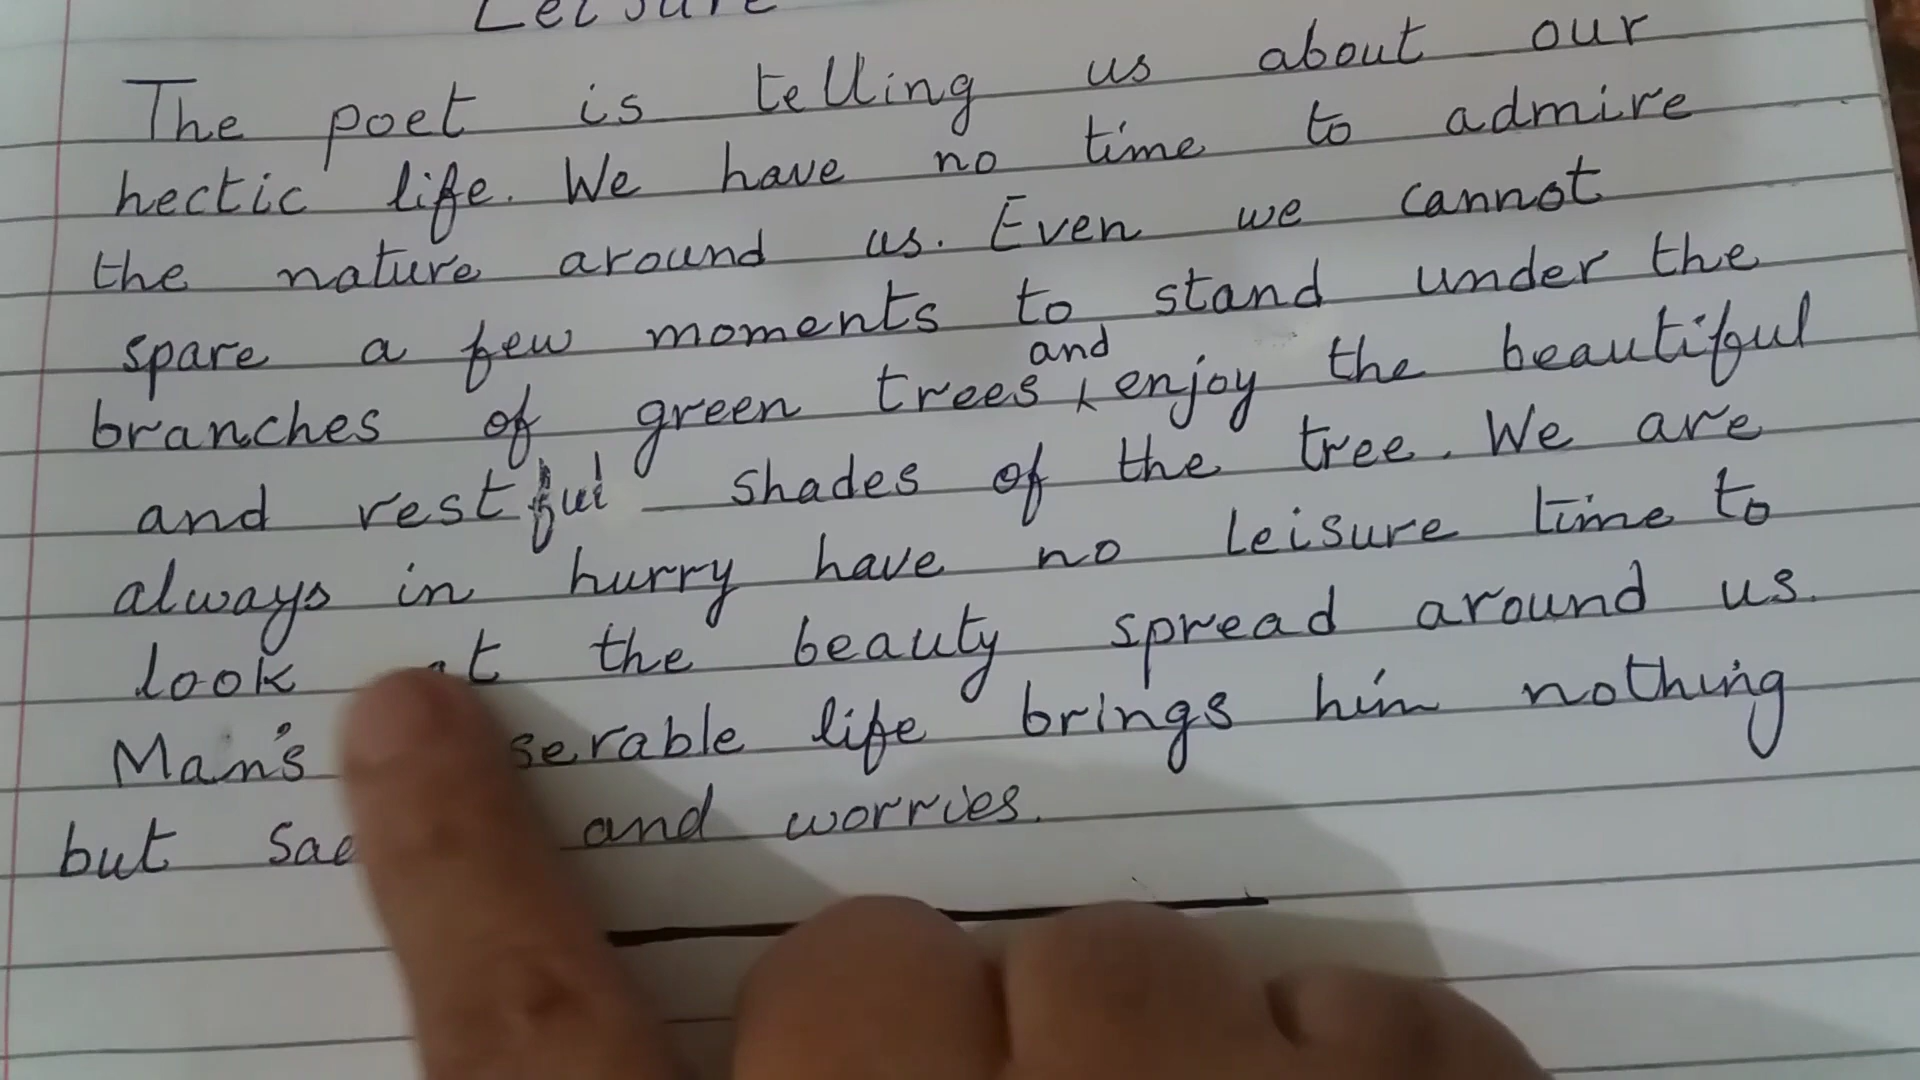 Leisure
The poet is telling us about our
hectic life. We have no time to admire
the nature around us. Even we cannot
spare a few moments to stand under the
and
branches of green trees enjoy the beautiful
and restful shades of the tree. We are
always in hurry have no leisure time to
look at the beauty spread around us.
Man's life brings him nothing
but and worries.